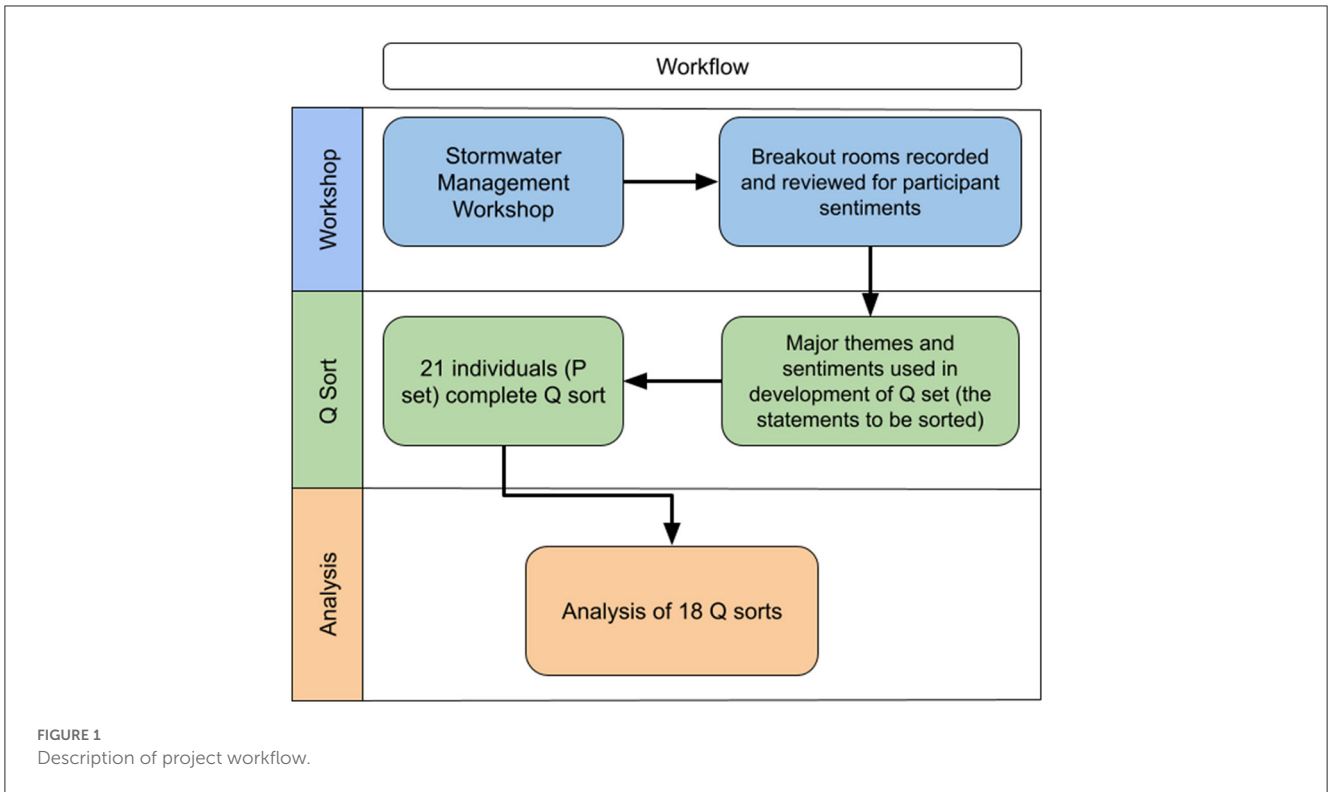 Workflow
Workshop
Stormwater
Management
Workshop
Breakout rooms recorded
and reviewed for participant
sentiments
Q Sort
21 individuals (P
set) complete Q sort
Major themes and
sentiments used in
development of Q set (the
statements to be sorted)
Analysis
Analysis of 18 Q sorts
FIGURE 1
Description of project workflow.